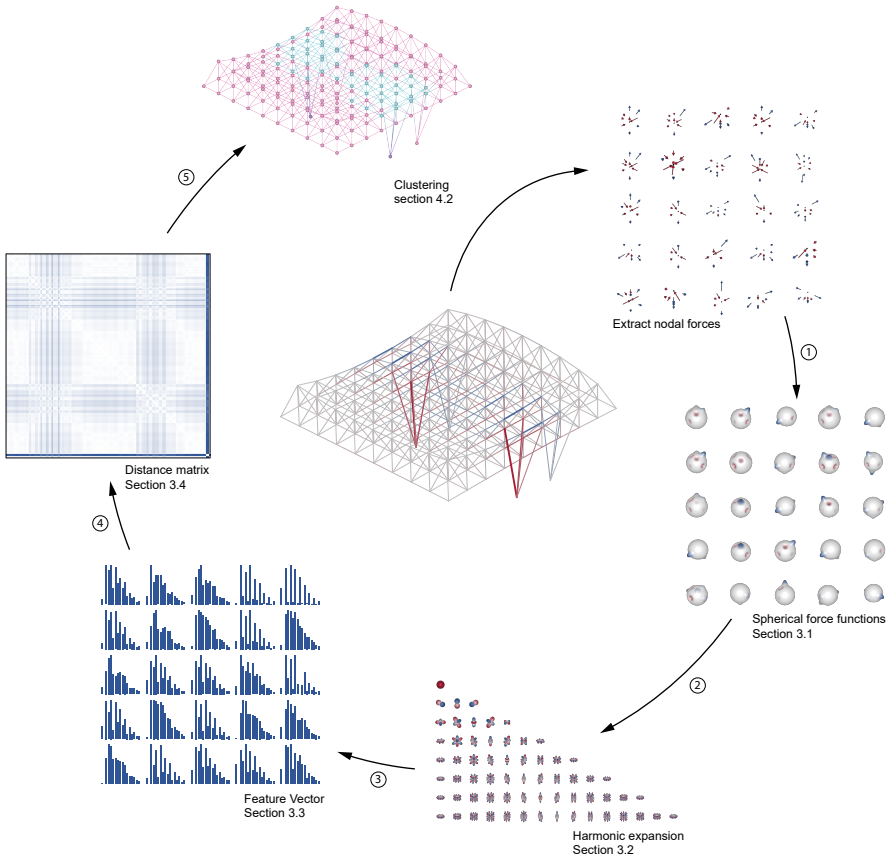 Clustering
section 4.2
⑤
Extract nodal forces
①
Distance matrix
Section 3.4
④
Spherical force functions
Section 3.1
②
③
Feature Vector
Section 3.3
Harmonic expansion
Section 3.2